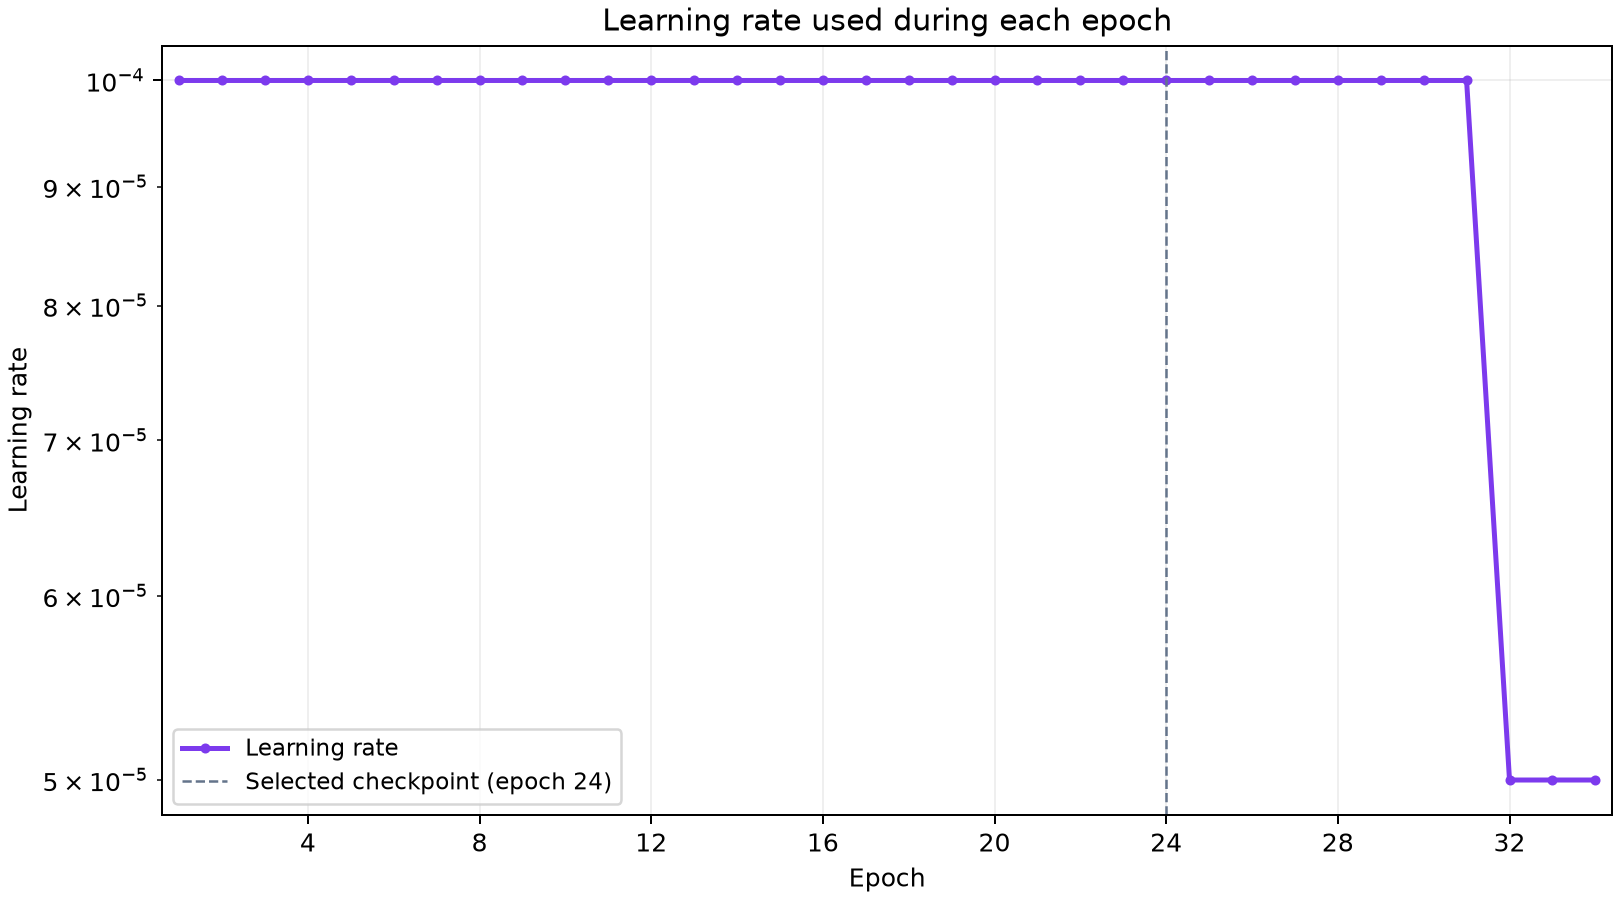 Learning rate used during each epoch
Learning rate
10⁻⁴
9 × 10⁻⁵
8 × 10⁻⁵
7 × 10⁻⁵
6 × 10⁻⁵
5 × 10⁻⁵
Learning rate
Selected checkpoint (epoch 24)
4 8 12 16 20 24 28 32
Epoch